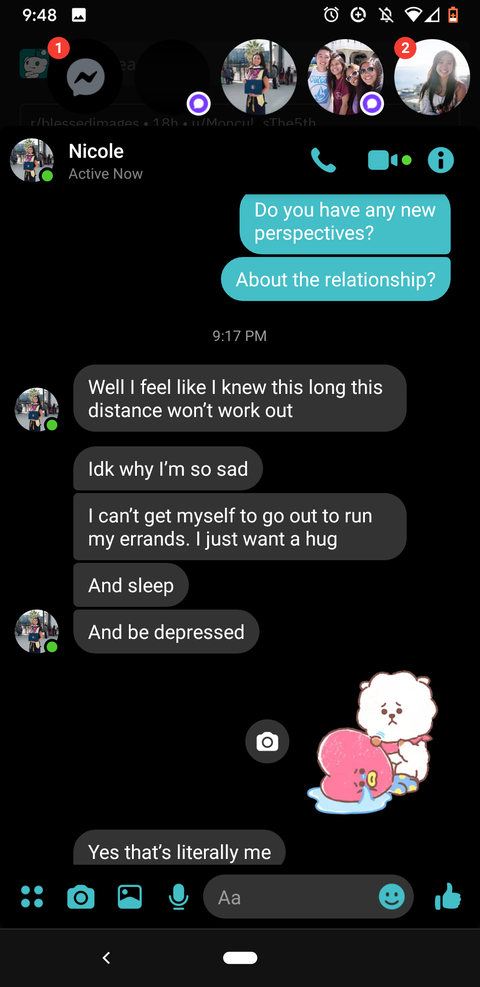 9:48
1
2
r/blessedimages • 18h •
Nicole
Active Now
Do you have any new
perspectives?
About the relationship?
9:17 PM
Well I feel like I knew this long this
distance won't work out
Idk why I'm so sad
I can't get myself to go out to run
my errands. I just want a hug
And sleep
And be depressed
Yes that's literally me
Aa